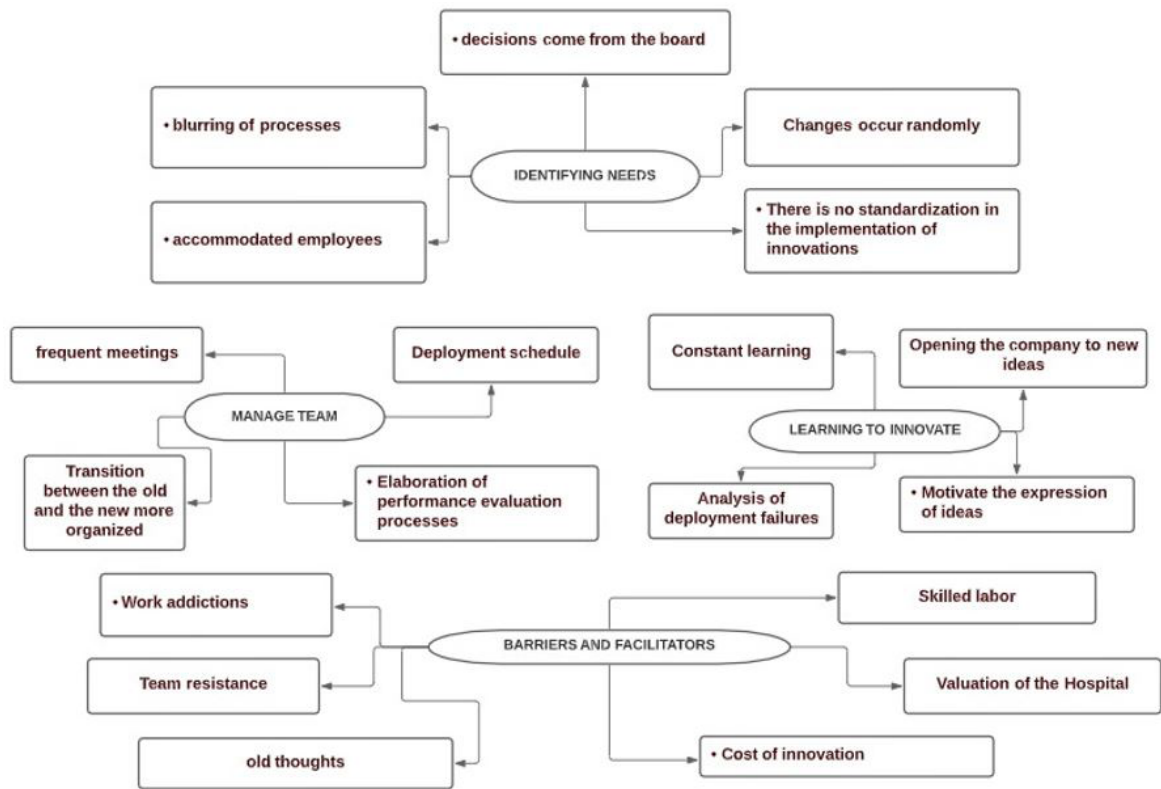 • decisions come from the board
• blurring of processes
Changes occur randomly
IDENTIFYING NEEDS
• accommodated employees
• There is no standardization in
the implementation of
innovations
frequent meetings
Deployment schedule
MANAGE TEAM
Transition
between the old
and the new more
organized
• Elaboration of
performance evaluation
processes
Constant learning
Opening the company to new
ideas
LEARNING TO INNOVATE
Analysis of
deployment failures
• Motivate the expression
of ideas
• Work addictions
Skilled labor
BARRIERS AND FACILITATORS
Team resistance
Valuation of the Hospital
old thoughts
• Cost of innovation